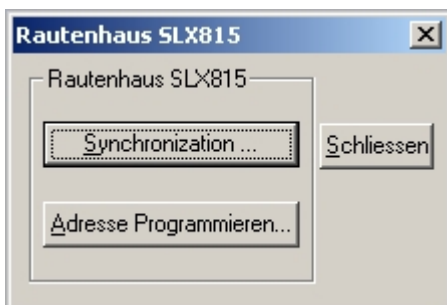 Rautenhaus SLX815
Rautenhaus SLX815
Synchronization ...
Schliessen
Adresse Programmieren...